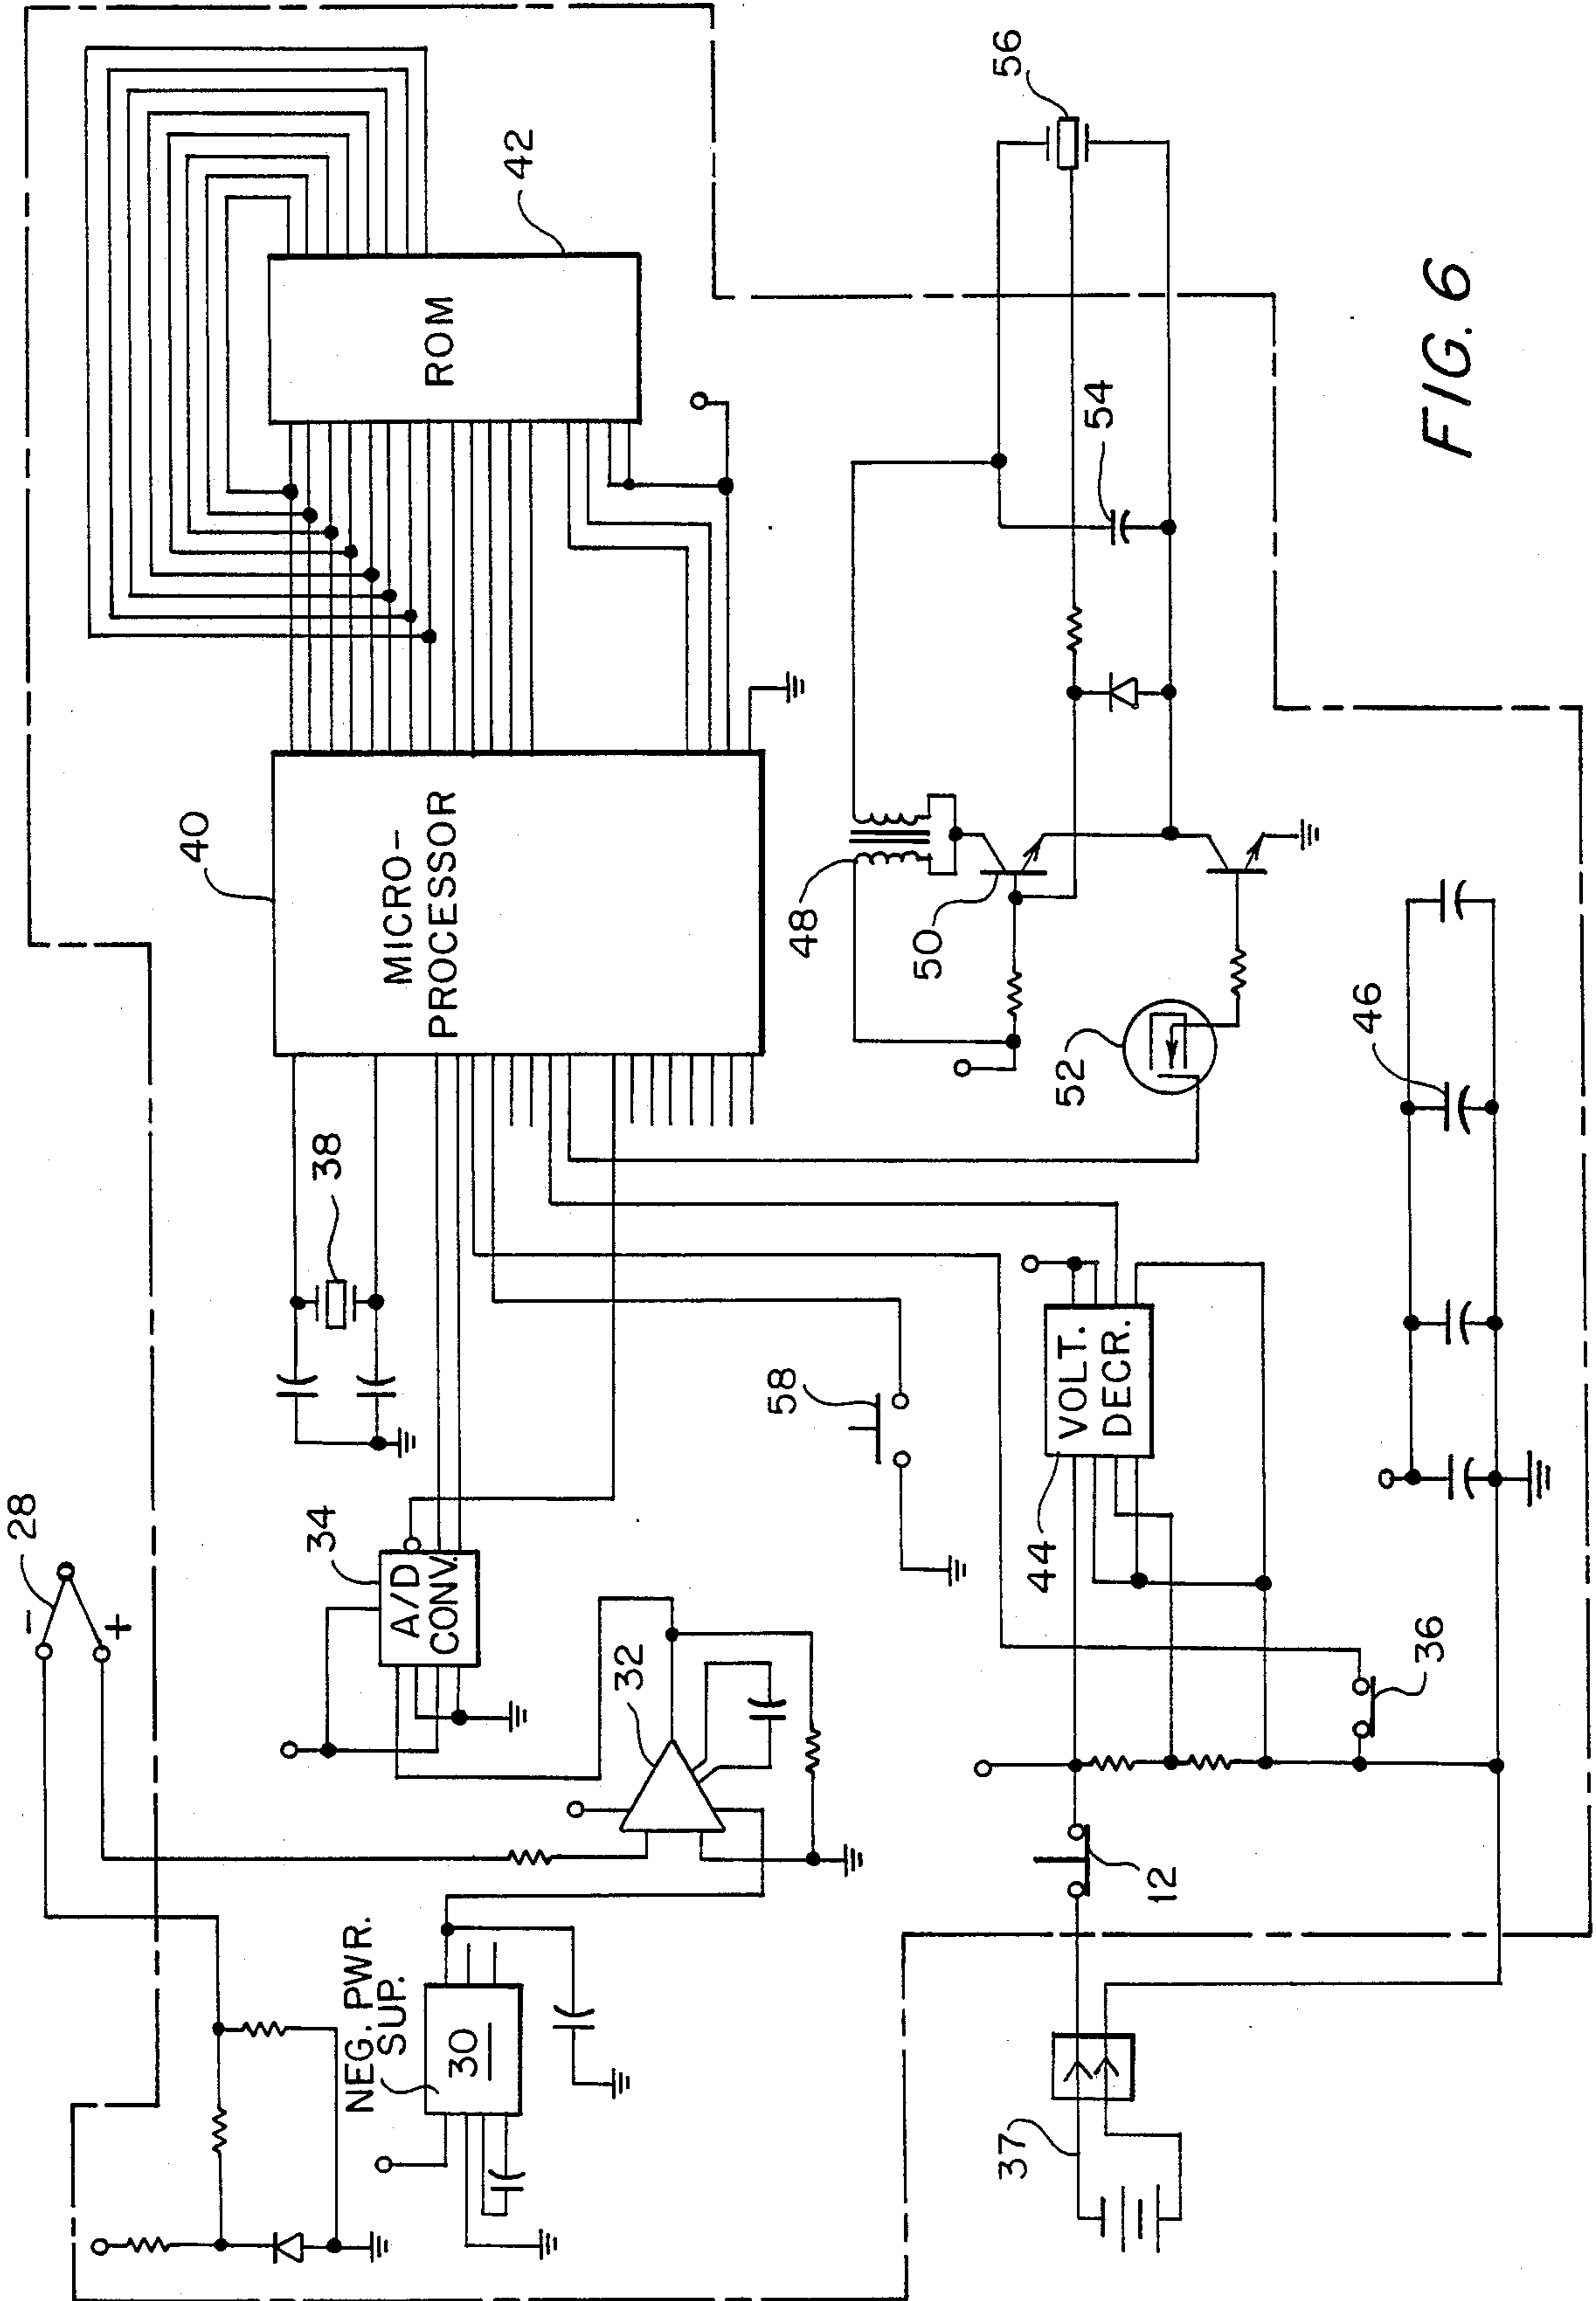 28
-
+
34
A/D
CONV.
38
40
MICRO-
PROCESSOR
ROM
42
NEG. PWR.
SUP.
30
32
58
48
50
52
54
56
37
12
44
VOLT.
DECR.
36
46
FIG. 6